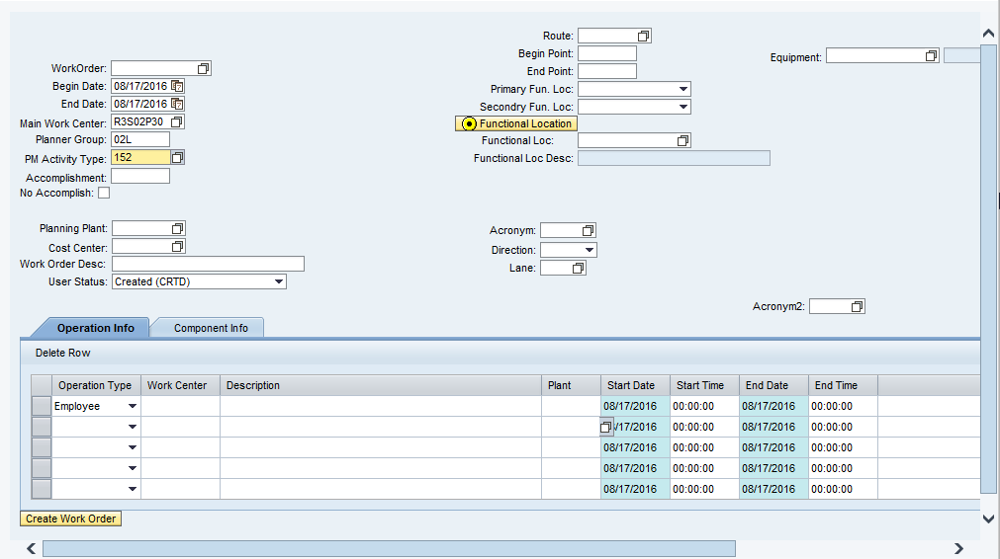 Route:
Begin Point:
Equipment:
WorkOrder:
End Point:
Begin Date: 08/17/2016
Primary Fun. Loc:
End Date: 08/17/2016
Secondry Fun. Loc:
Main Work Center: R3S02P30
Functional Location
Planner Group: 02L
Functional Loc:
PM Activity Type: 152
Functional Loc Desc:
Accomplishment:
No Accomplish:
Planning Plant:
Acronym:
Cost Center:
Direction:
Work Order Desc:
Lane:
User Status: Created (CRTD)
Acronym2:
Operation Info Component Info
Delete Row
Operation Type Work Center Description Plant Start Date Start Time End Date End Time
Employee 08/17/2016 00:00:00 08/17/2016 00:00:00
/17/2016 00:00:00 08/17/2016 00:00:00
08/17/2016 00:00:00 08/17/2016 00:00:00
08/17/2016 00:00:00 08/17/2016 00:00:00
08/17/2016 00:00:00 08/17/2016 00:00:00
Create Work Order